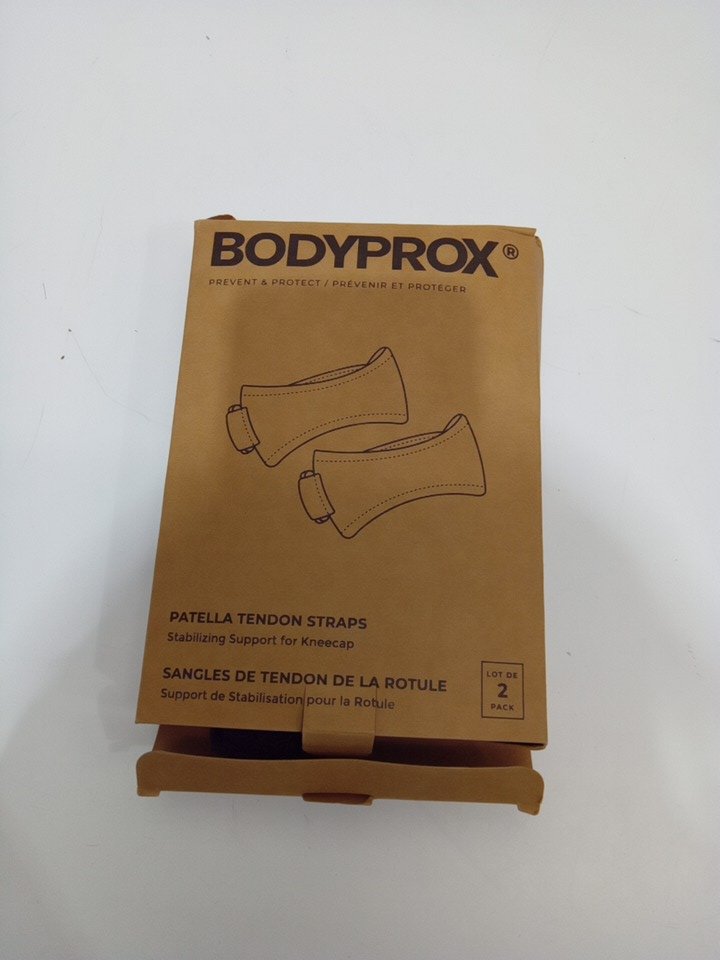 BODYPROX®
PREVENT & PROTECT / PRÉVENIR ET PROTÉGER
PATELLA TENDON STRAPS
Stabilizing Support for Kneecap
SANGLES DE TENDON DE LA ROTULE
Support de Stabilisation pour la Rotule
LOT DE
2
PACK